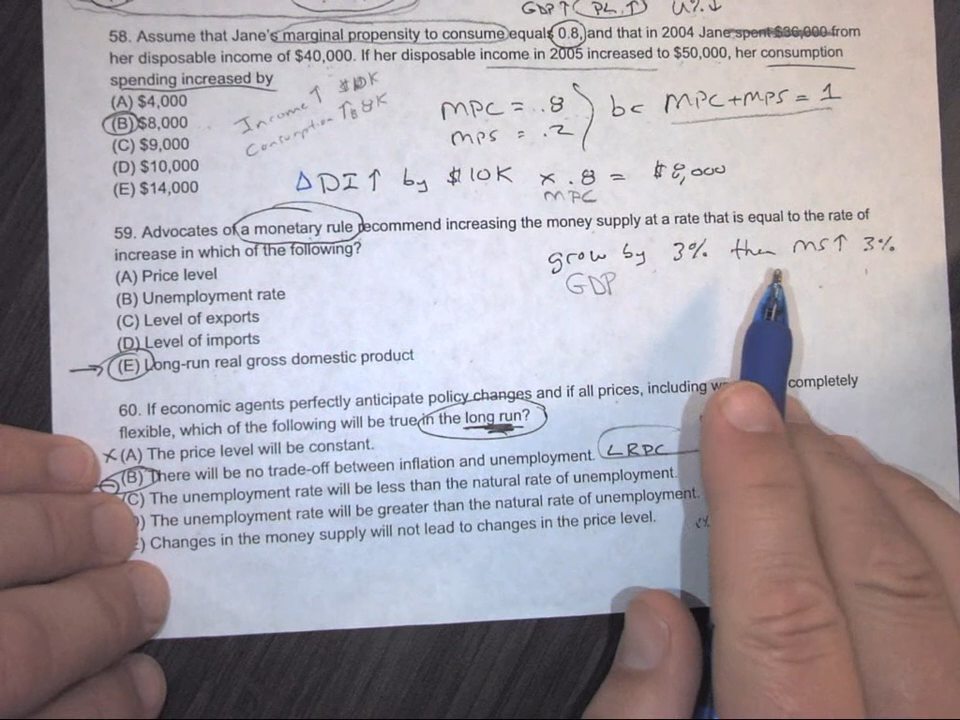 GDP↑ (PL↑) U%↓
58. Assume that Jane's marginal propensity to consume equals 0.8, and that in 2004 Jane spent $36,000 from
her disposable income of $40,000. If her disposable income in 2005 increased to $50,000, her consumption
spending increased by
(A) $4,000
(B) $8,000
(C) $9,000
(D) $10,000
(E) $14,000
Income ↑ $10K
Consumption ↑ 8K
MPC = .8
MPS = .2
bc MPC+MPS = 1
Δ DI ↑ by $10K x .8 = $8,000
MPC
59. Advocates of a monetary rule recommend increasing the money supply at a rate that is equal to the rate of
increase in which of the following?
(A) Price level
(B) Unemployment rate
(C) Level of exports
(D) Level of imports
(E) Long-run real gross domestic product
grow by 3% then MS↑ 3%
GDP
60. If economic agents perfectly anticipate policy changes and if all prices, including completely
flexible, which of the following will be true in the long run?
(A) The price level will be constant.
(B) There will be no trade-off between inflation and unemployment. LRPC
(C) The unemployment rate will be less than the natural rate of unemployment.
) The unemployment rate will be greater than the natural rate of unemployment.
) Changes in the money supply will not lead to changes in the price level.